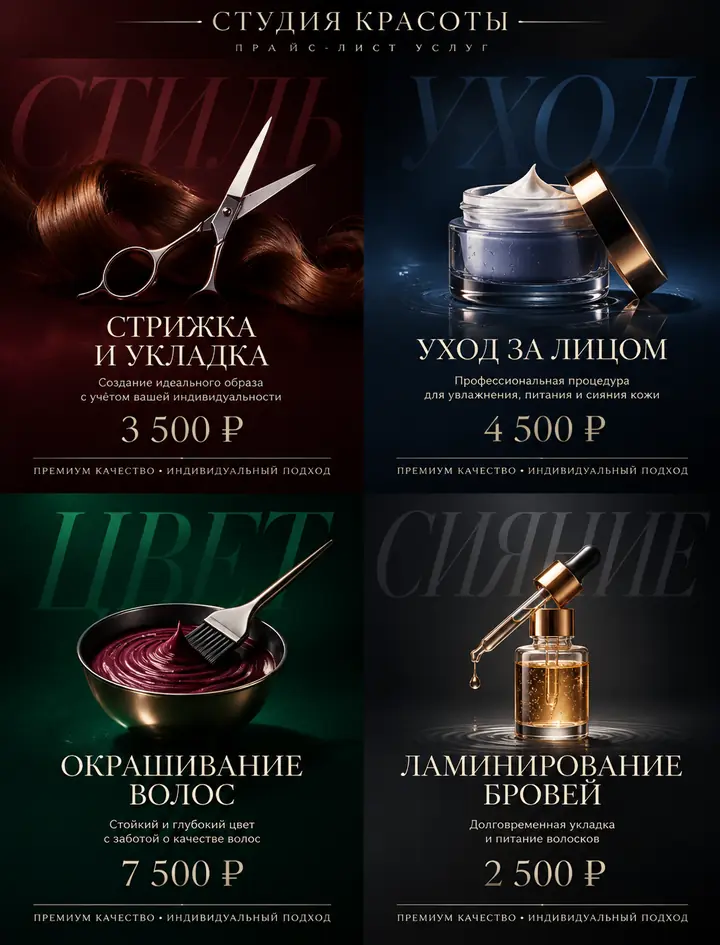 СТУДИЯ КРАСОТЫ
ПРАЙС-ЛИСТ УСЛУГ
СТИЛЬ
СТРИЖКА
И УКЛАДКА
Создание идеального образа
с учётом вашей индивидуальности
3 500 ₽
ПРЕМИУМ КАЧЕСТВО • ИНДИВИДУАЛЬНЫЙ ПОДХОД
УХОД
УХОД ЗА ЛИЦОМ
Профессиональная процедура
для увлажнения, питания и сияния кожи
4 500 ₽
ПРЕМИУМ КАЧЕСТВО • ИНДИВИДУАЛЬНЫЙ ПОДХОД
ЦВЕТ
ОКРАШИВАНИЕ
ВОЛОС
Стойкий и глубокий цвет
с заботой о качестве волос
7 500 ₽
ПРЕМИУМ КАЧЕСТВО • ИНДИВИДУАЛЬНЫЙ ПОДХОД
СИЯНИЕ
ЛАМИНИРОВАНИЕ
БРОВЕЙ
Долговременная укладка
и питание волосков
2 500 ₽
ПРЕМИУМ КАЧЕСТВО • ИНДИВИДУАЛЬНЫЙ ПОДХОД